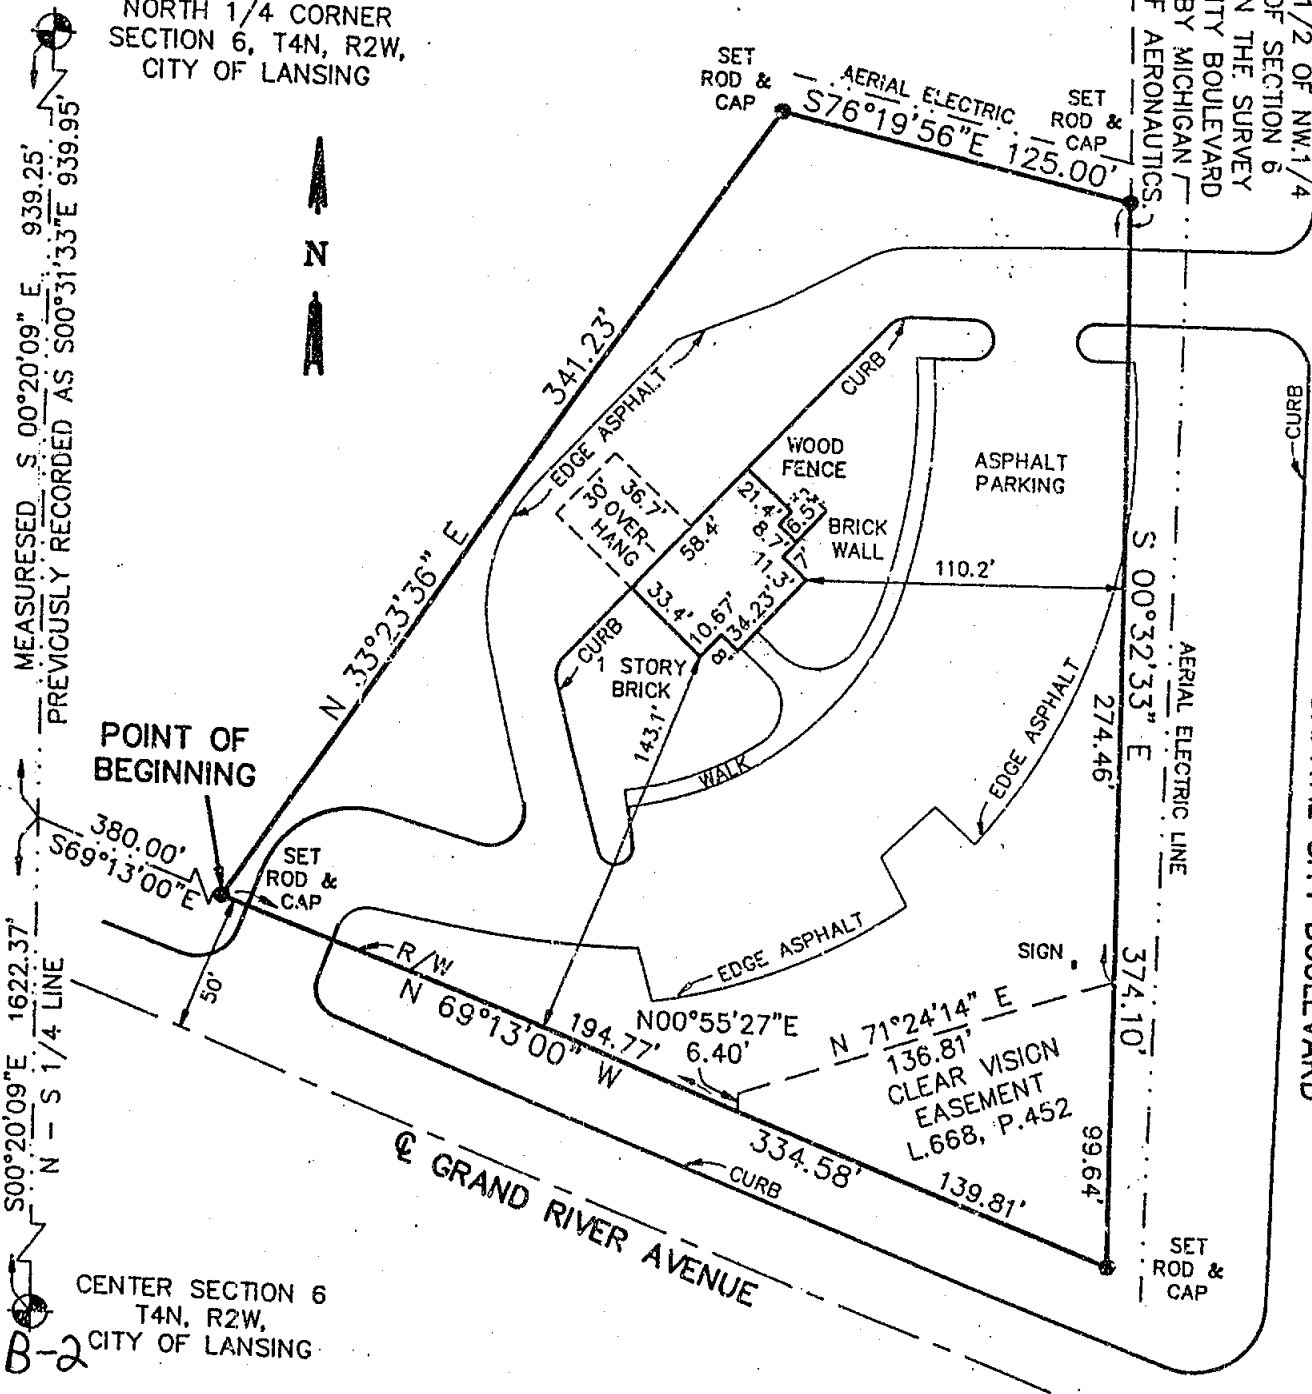 NORTH 1/4 CORNER
SECTION 6, T4N, R2W,
CITY OF LANSING
1/2 OF NW.1/4
OF SECTION 6
N THE SURVEY
ITY BOULEVARD
BY MICHIGAN
F AERONAUTICS.
SET
ROD &
CAP
AERIAL ELECTRIC
S76°19'56"E 125.00'
SET
ROD &
CAP
MEASURESED S 00°20'09" E 939.25'
PREVIOUSLY RECORDED AS S00°31'33"E 939.95'
N
341.23'
N 33°23'36" E
EDGE ASPHALT
CURB
CURB
WOOD
FENCE
ASPHALT
PARKING
36.7'
30'
OVER-
HANG
58.4'
21.4'
6.5'
8.7'
7'
11.3'
BRICK
WALL
110.2'
33.4'
10.67'
34.23'
8'
CURB
1 STORY
BRICK
143.1'
WALK
S 00°32'33" E
274.46'
AERIAL ELECTRIC LINE
EDGE ASPHALT
POINT OF
BEGINNING
380.00'
S69°13'00"E
SET
ROD &
CAP
50'
R/W
EDGE ASPHALT
SIGN
374.10'
N 69°13'00" W
194.77'
N00°55'27"E
6.40'
N 71°24'14" E
136.81'
CLEAR VISION
EASEMENT
L.668, P.452
334.58'
139.81'
99.64'
CURB
S00°20'09"E 1622.37'
N - S 1/4 LINE
℄ GRAND RIVER AVENUE
SET
ROD &
CAP
CENTER SECTION 6
T4N, R2W,
CITY OF LANSING
B-2